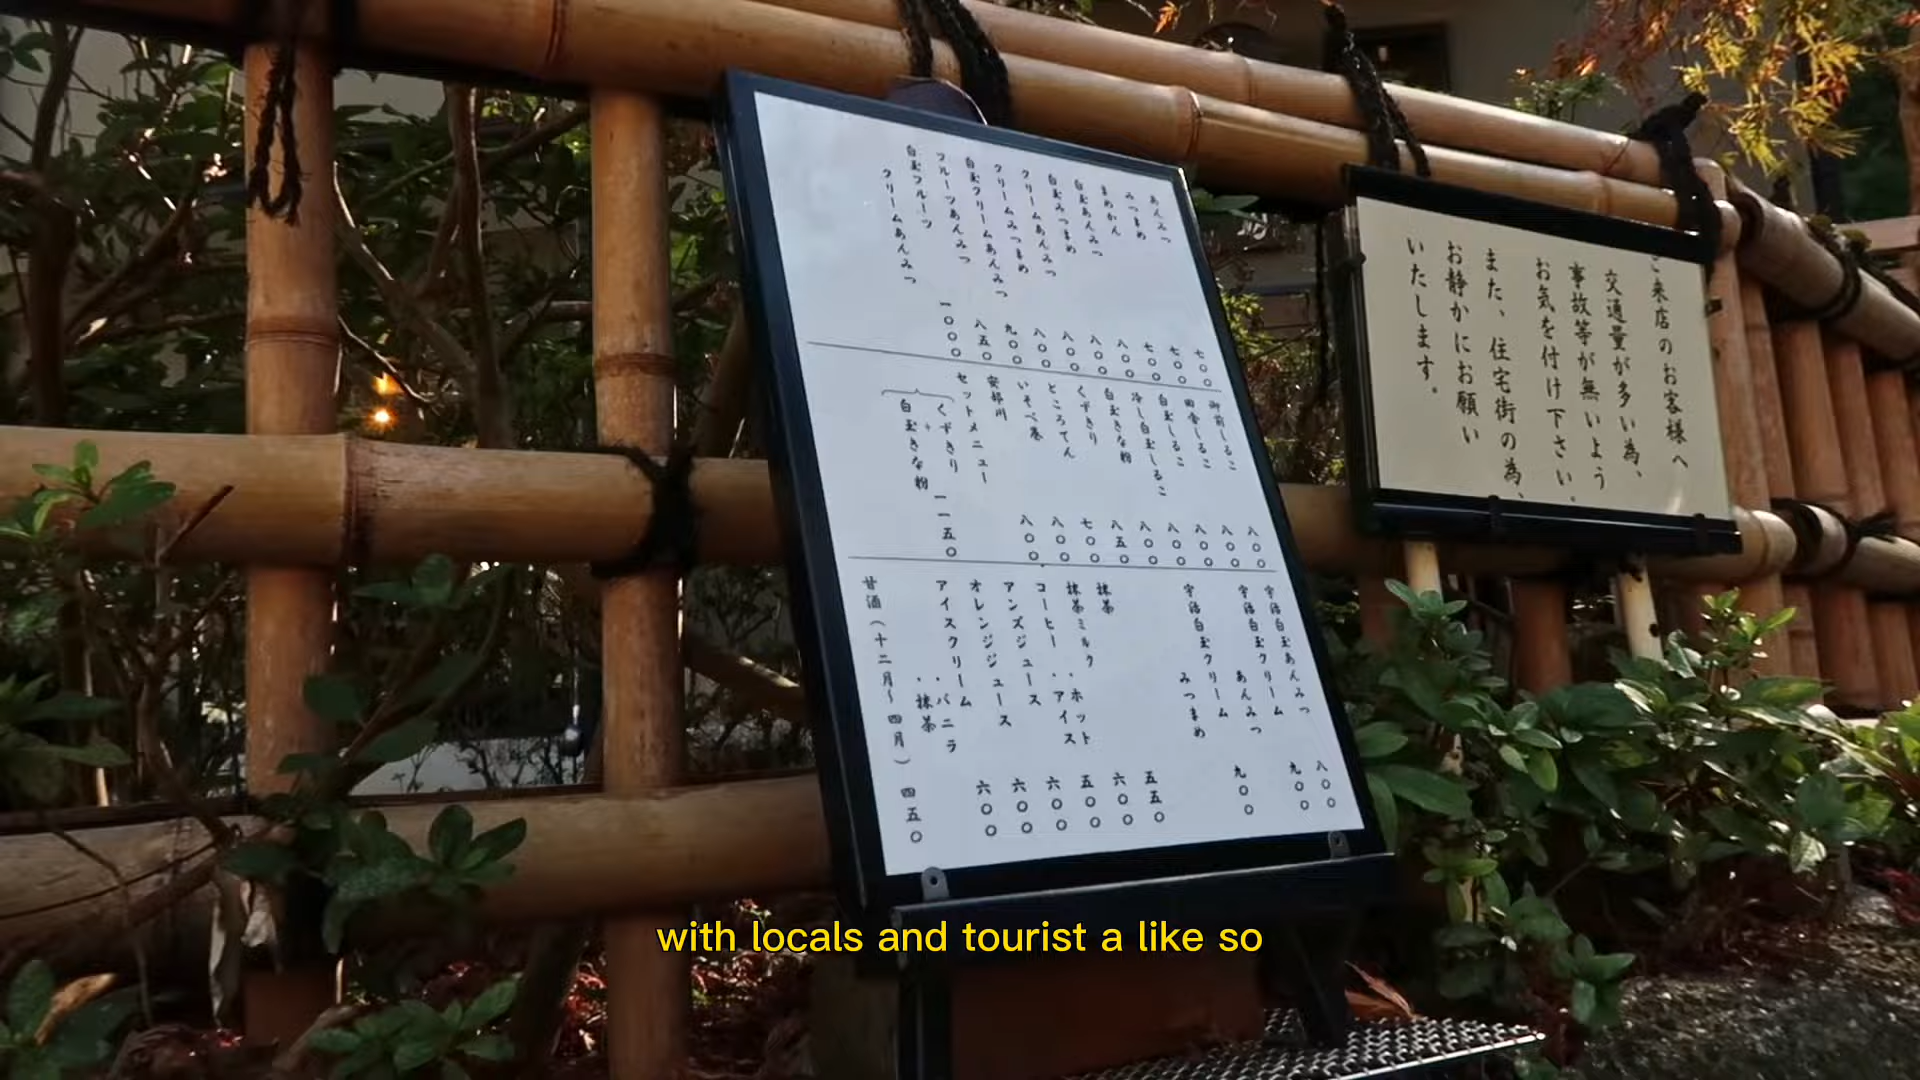 あんみつ 七〇〇
みつまめ 七〇〇
まめかん 七〇〇
白玉あんみつ 八〇〇
白玉みつまめ 八〇〇
クリームあんみつ 八〇〇
クリームみつまめ 八〇〇
白玉クリームあんみつ 九〇〇
フルーツあんみつ 八五〇
白玉フルーツ
クリームあんみつ 一〇〇〇
御前しるこ 八〇〇
田舎しるこ 八〇〇
白玉しるこ 八〇〇
冷し白玉しるこ 八〇〇
白玉きな粉 八〇〇
くずきり 八五〇
ところてん 七〇〇
いそべ巻 八〇〇
安部川 八〇〇
セットメニュー
くずきり
+
白玉きな粉 一一五〇
宇治白玉あんみつ 八〇〇
宇治白玉クリーム
あんみつ 九〇〇
宇治白玉クリーム
みつまめ 九〇〇
抹茶 五五〇
抹茶ミルク ・ホット 六〇〇
コーヒー ・アイス 五〇〇
アンズジュース 六〇〇
オレンジジュース 六〇〇
アイスクリーム ・バニラ 六〇〇
・抹茶
甘酒(十二月〜四月) 四五〇
ご来店のお客様へ
交通量が多い為、
事故等が無いよう
お気を付け下さい。
また、住宅街の為、
お静かにお願い
いたします。
with locals and tourist a like so